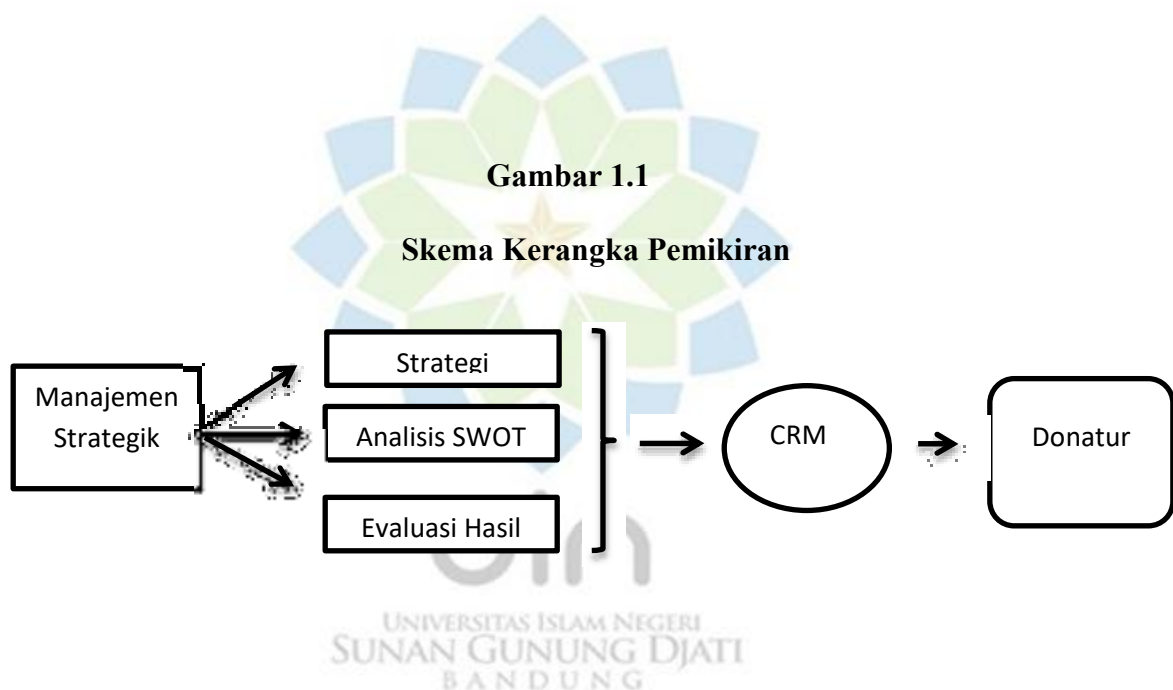 Gambar 1.1
Skema Kerangka Pemikiran
Manajemen
Strategik
Strategi
Analisis SWOT
Evaluasi Hasil
CRM
Donatur
uin
UNIVERSITAS ISLAM NEGERI
SUNAN GUNUNG DJATI
BANDUNG